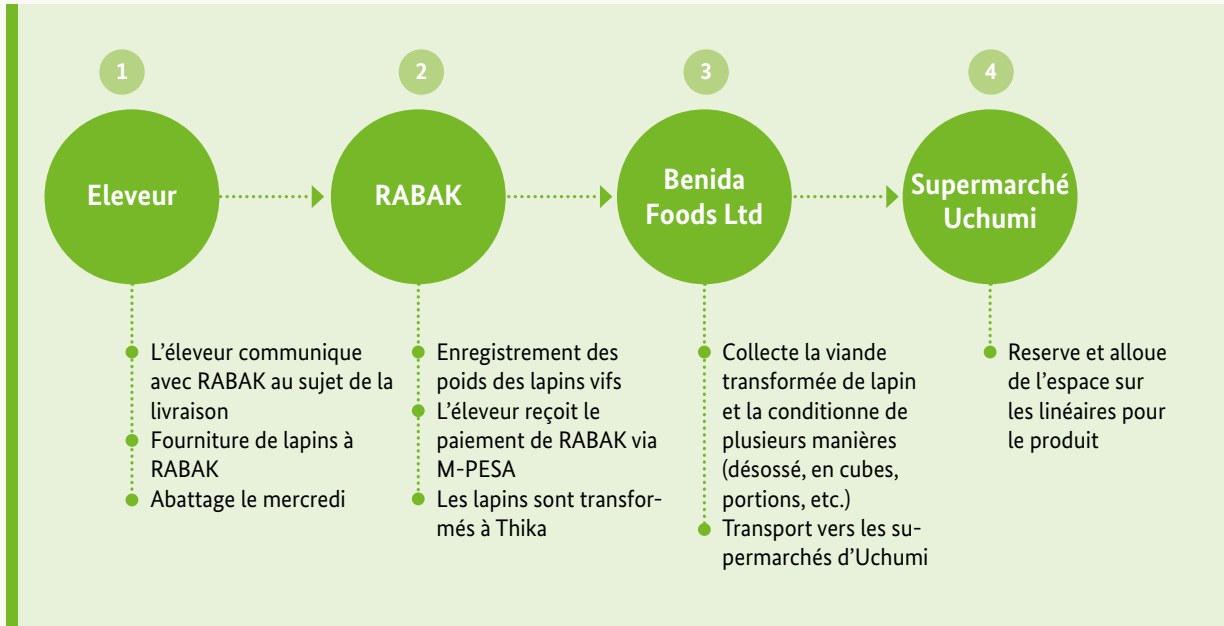 1
2
3
4
Eleveur
RABAK
Benida
Foods Ltd
Supermarché
Uchumi
L’éleveur communique
avec RABAK au sujet de la
livraison
Fourniture de lapins à
RABAK
Abattage le mercredi
Enregistrement des
poids des lapins vifs
L’éleveur reçoit le
paiement de RABAK via
M-PESA
Les lapins sont transfor-
més à Thika
Collecte la viande
transformée de lapin
et la conditionne de
plusieurs manières
(désossé, en cubes,
portions, etc.)
Transport vers les su-
permarchés d’Uchumi
Reserve et alloue
de l’espace sur
les linéaires pour
le produit